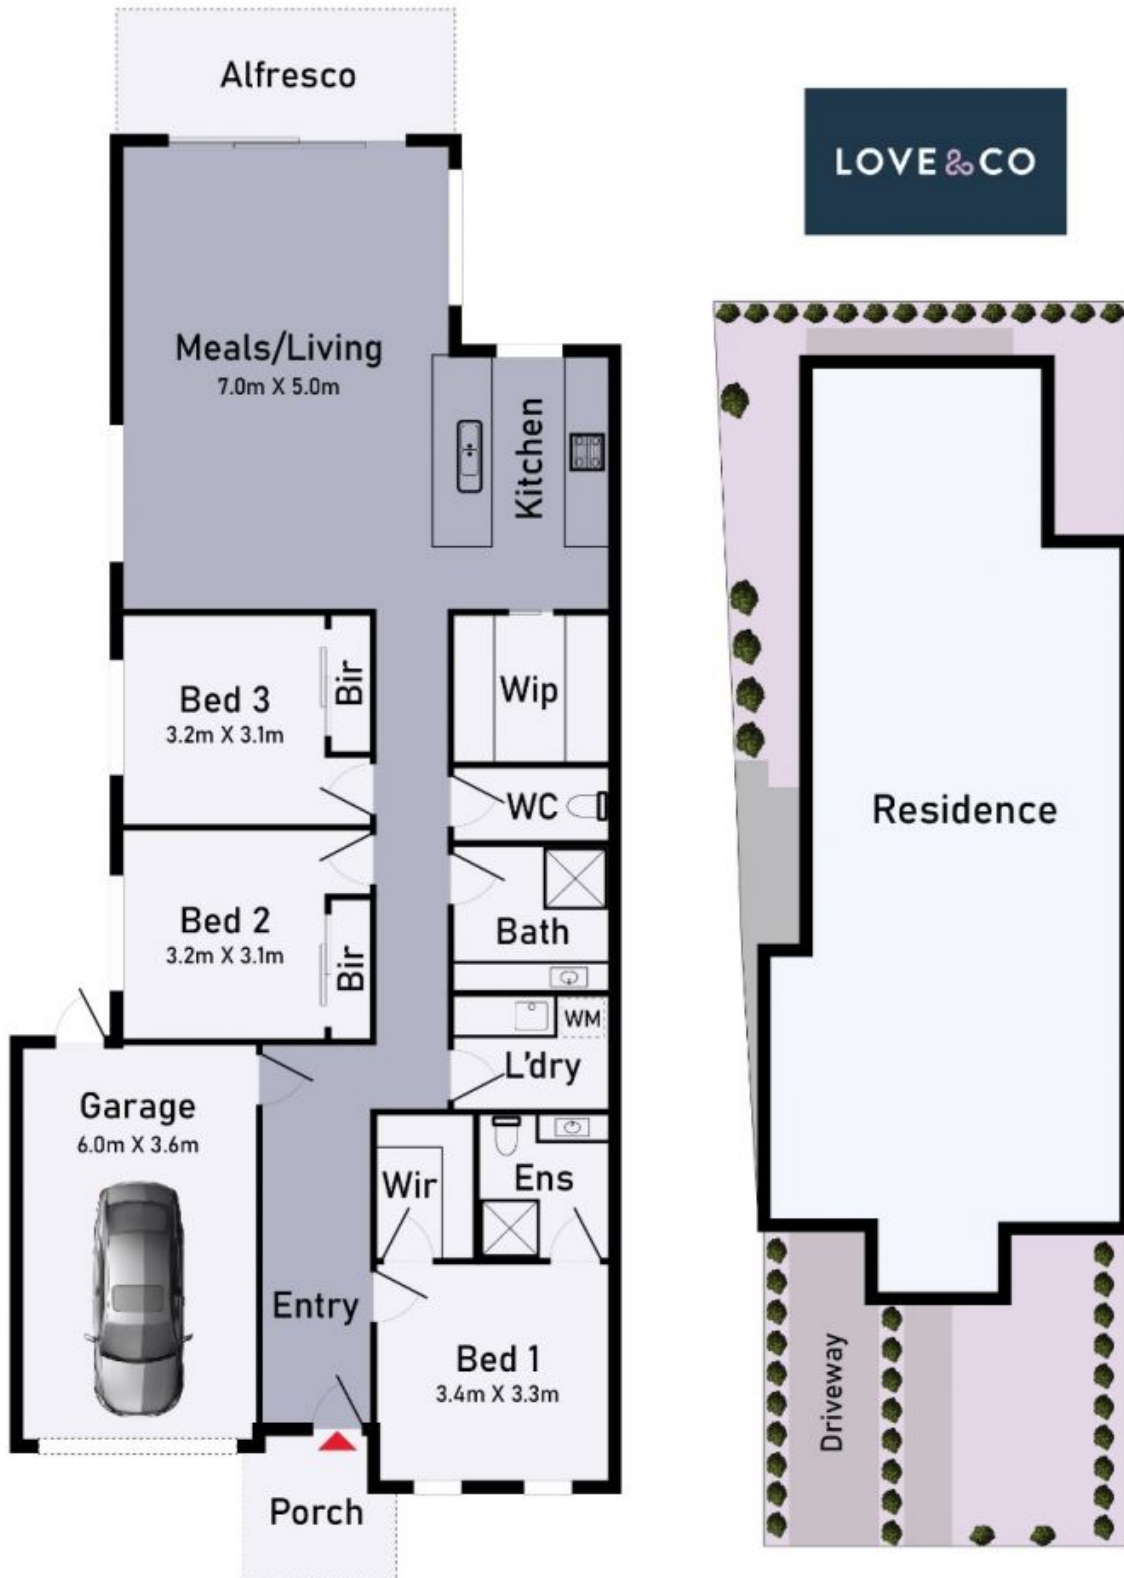 Alfresco
LOVE & CO
Meals/Living
7.0m X 5.0m
Kitchen
Bed 3
3.2m X 3.1m
Bir
Wip
WC
Bed 2
3.2m X 3.1m
Bir
Bath
WM
L'dry
Garage
6.0m X 3.6m
Wir
Ens
Entry
Bed 1
3.4m X 3.3m
Porch
Residence
Driveway